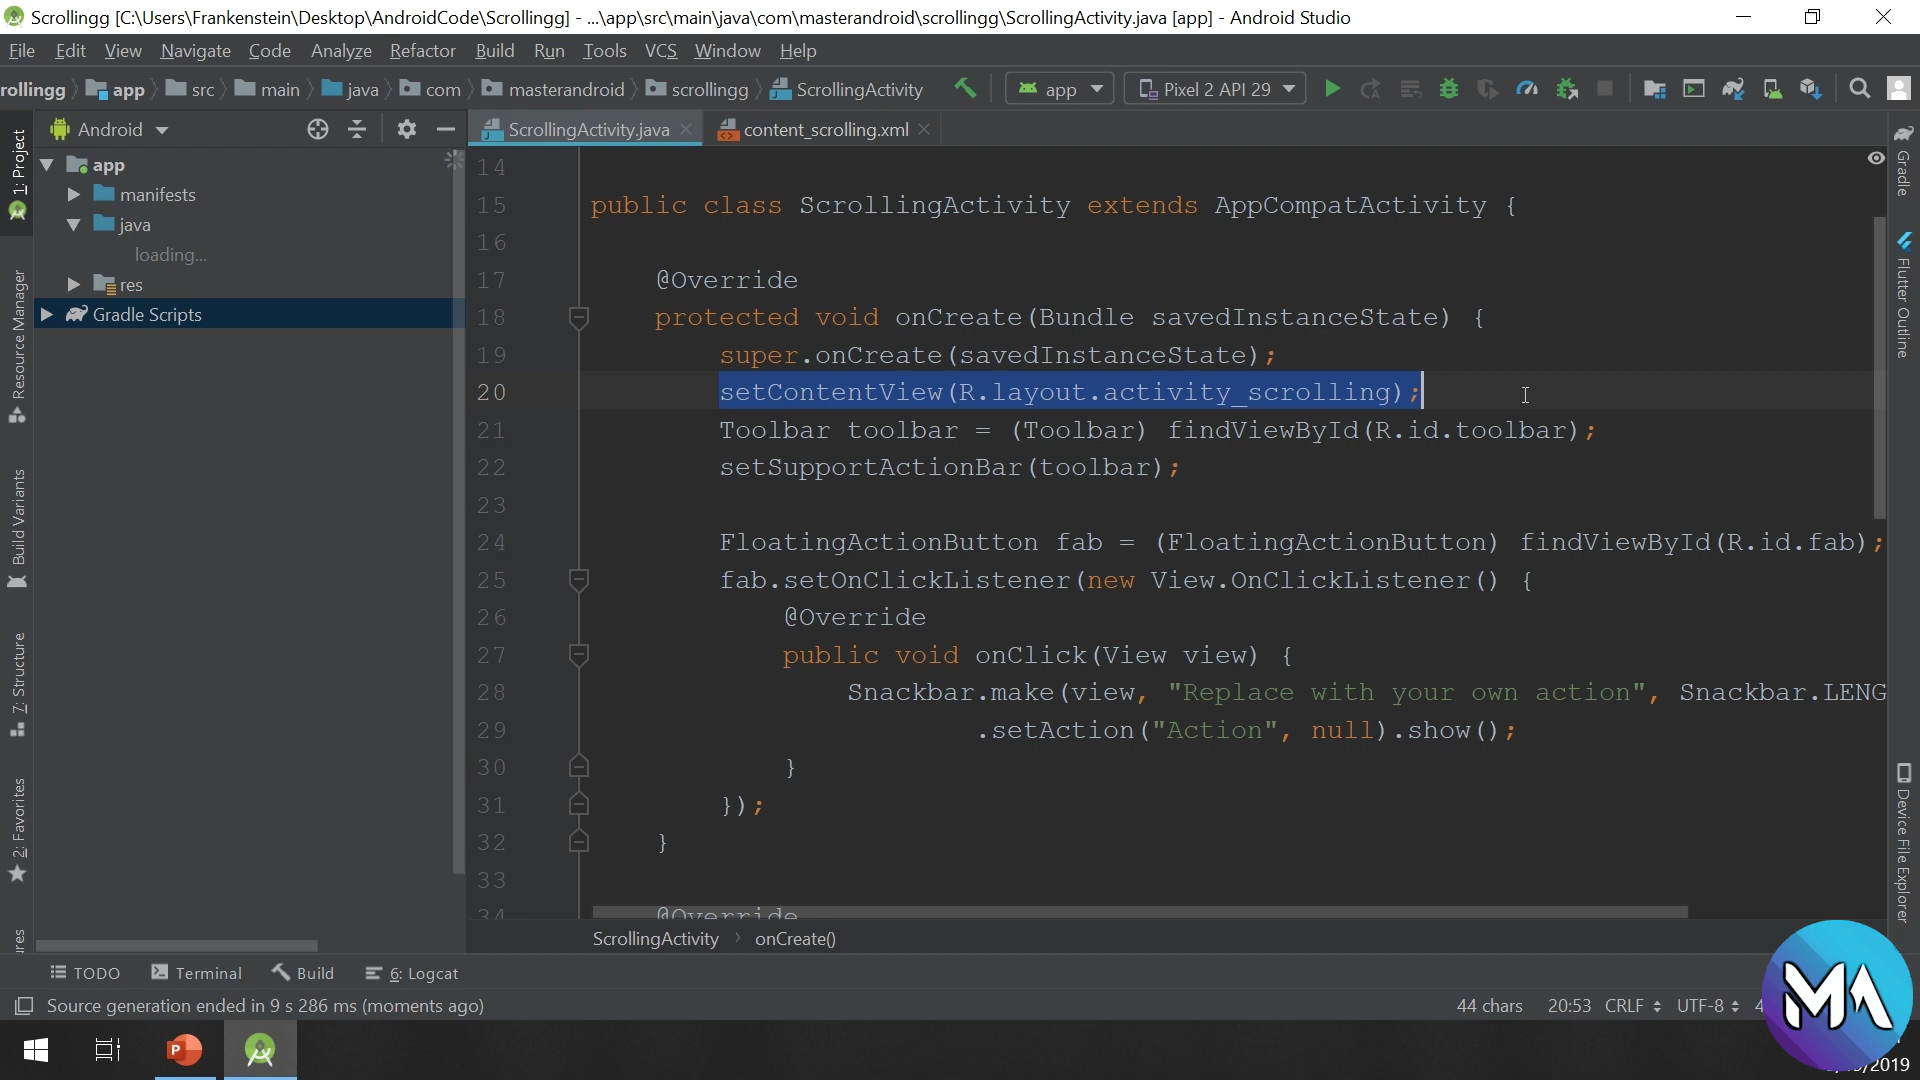 Scrollingg [C:\Users\Frankenstein\Desktop\AndroidCode\Scrollingg] - ...\app\src\main\java\com\masterandroid\scrollingg\ScrollingActivity.java [app] - Android Studio
File Edit View Navigate Code Analyze Refactor Build Run Tools VCS Window Help
rollingg app src main java com masterandroid scrollingg ScrollingActivity app Pixel 2 API 29
Android
ScrollingActivity.java content_scrolling.xml
app
manifests
java
loading...
res
Gradle Scripts
1: Project
Resource Manager
Build Variants
7: Structure
2: Favorites
14
15 public class ScrollingActivity extends AppCompatActivity {
16
17 @Override
18 protected void onCreate(Bundle savedInstanceState) {
19 super.onCreate(savedInstanceState);
20 setContentView(R.layout.activity_scrolling);
21 Toolbar toolbar = (Toolbar) findViewById(R.id.toolbar);
22 setSupportActionBar(toolbar);
23
24 FloatingActionButton fab = (FloatingActionButton) findViewById(R.id.fab);
25 fab.setOnClickListener(new View.OnClickListener() {
26 @Override
27 public void onClick(View view) {
28 Snackbar.make(view, "Replace with your own action", Snackbar.LENG
29 .setAction("Action", null).show();
30 }
31 });
32 }
33
34 @Override
Gradle
Flutter Outline
Device File Explorer
ScrollingActivity onCreate()
TODO Terminal Build 6: Logcat
Source generation ended in 9 s 286 ms (moments ago) 44 chars 20:53 CRLF UTF-8 4
MA
/2019